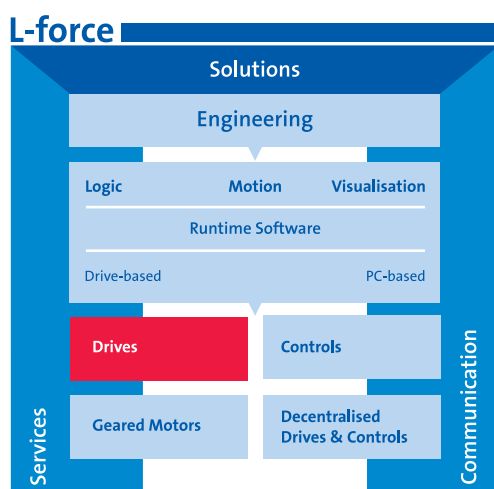 L-force
Solutions
Engineering
Logic Motion Visualisation
Runtime Software
Drive-based PC-based
Drives Controls
Geared Motors Decentralised
Drives & Controls
Services
Communication